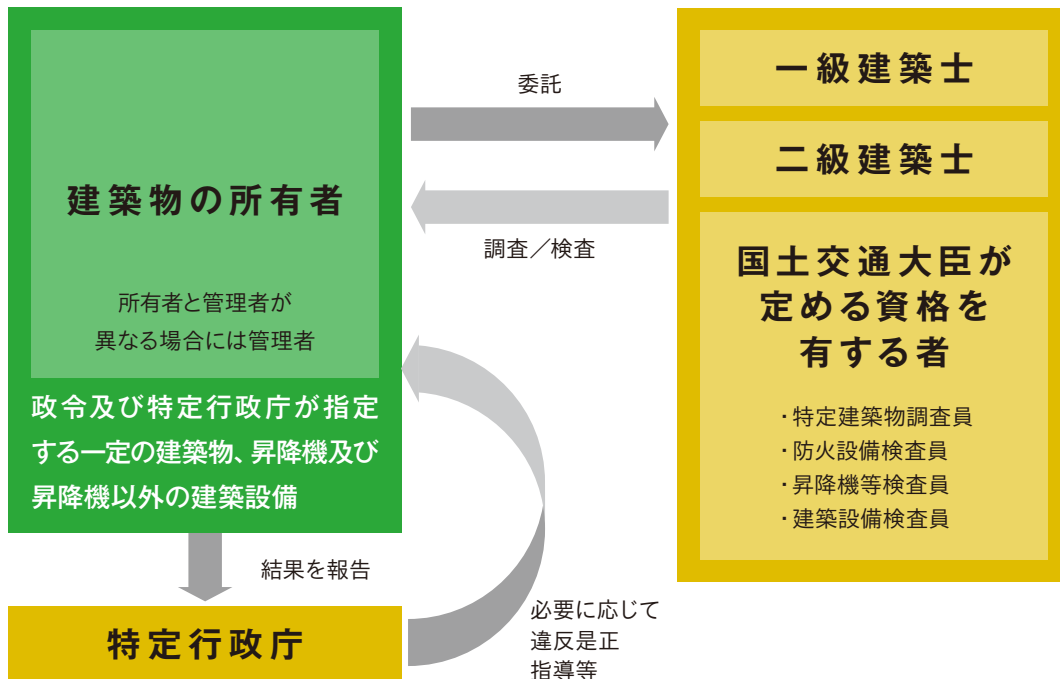 建築物の所有者
所有者と管理者が
異なる場合には管理者
政令及び特定行政庁が指定
する一定の建築物、昇降機及び
昇降機以外の建築設備
委託
調査／検査
一級建築士
二級建築士
国土交通大臣が
定める資格を
有する者
・特定建築物調査員
・防火設備検査員
・昇降機等検査員
・建築設備検査員
結果を報告
特定行政庁
必要に応じて
違反是正
指導等